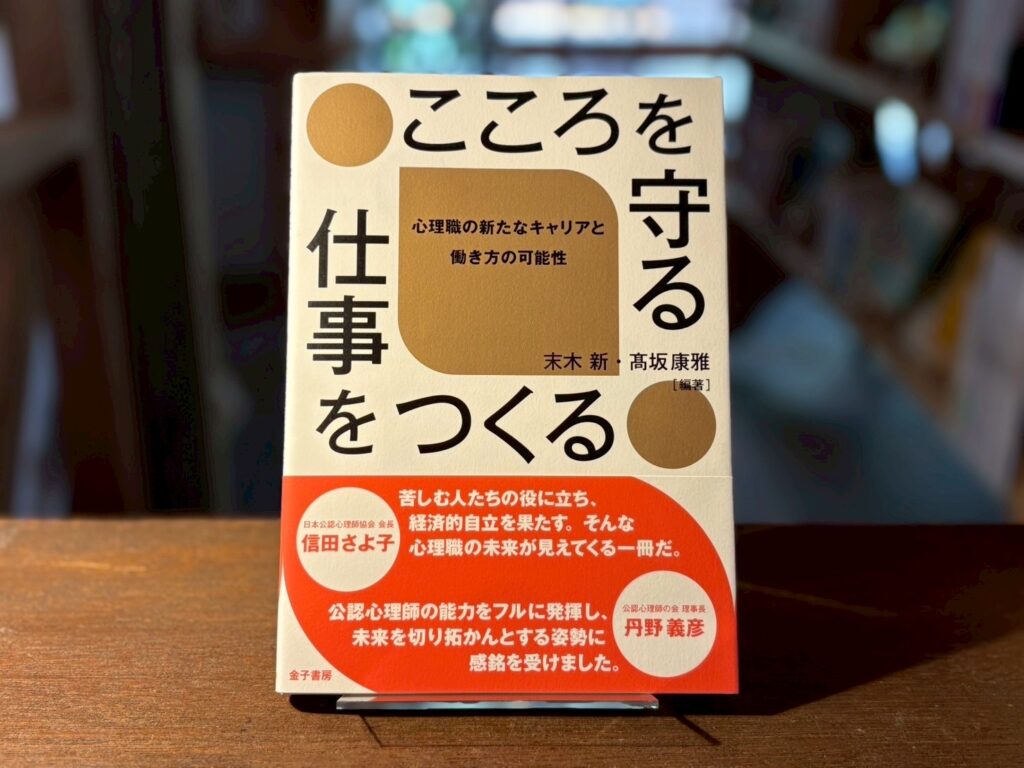 こころを
守る
仕事を
つくる
心理職の新たなキャリアと
働き方の可能性
末木 新・髙坂康雅
［編著］
苦しむ人たちの役に立ち、
経済的自立を果たす。そんな
心理職の未来が見えてくる一冊だ。
日本公認心理師協会 会長
信田さよ子
公認心理師の能力をフルに発揮し、
未来を切り拓かんとする姿勢に
感銘を受けました。
公認心理師の会 理事長
丹野義彦
金子書房